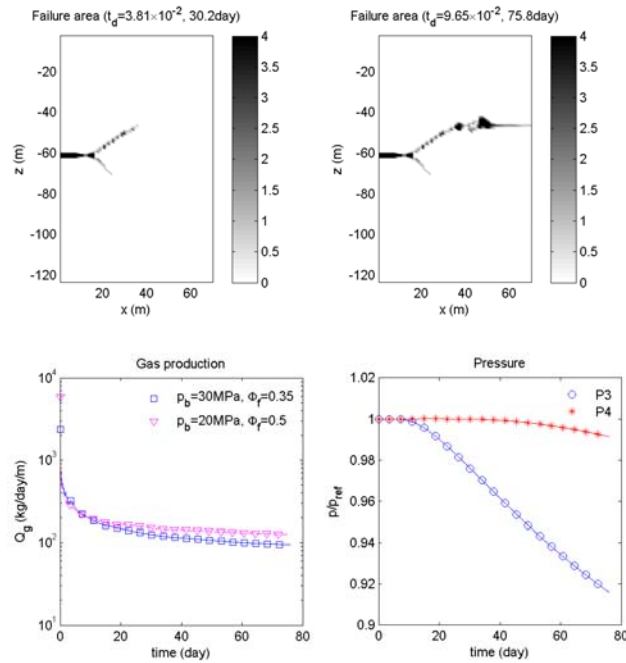 Failure area (t_d=3.81×10^-2, 30.2day)
4
3.5
3
2.5
2
1.5
1
0.5
0
-20
-40
-60
-80
-100
-120
z (m)
20 40 60
x (m)
Failure area (t_d=9.65×10^-2, 75.8day)
4
3.5
3
2.5
2
1.5
1
0.5
0
-20
-40
-60
-80
-100
-120
z (m)
20 40 60
x (m)
Gas production
10^4
10^3
10^2
10^1
Q_g (kg/day/m)
p_b=30MPa, Φ_f=0.35
p_b=20MPa, Φ_f=0.5
0 20 40 60 80
time (day)
Pressure
1
0.98
0.96
0.94
0.92
0.9
p/p_ref
P3
P4
0 20 40 60 80
time (day)